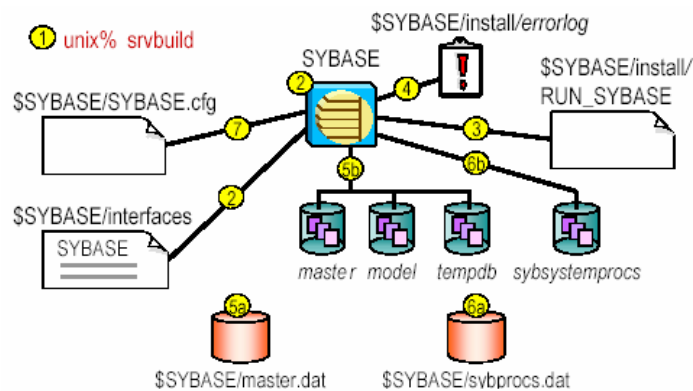 1 unix% srvbuild
SYBASE
$SYBASE/install/errorlog
$SYBASE/install/
RUN_SYBASE
2
4
!
$SYBASE/SYBASE.cfg
7
3
5b
6b
$SYBASE/interfaces
2
SYBASE
master
model
tempdb
sybsystemprocs
5a
6a
$SYBASE/master.dat
$SYBASE/sybprocs.dat